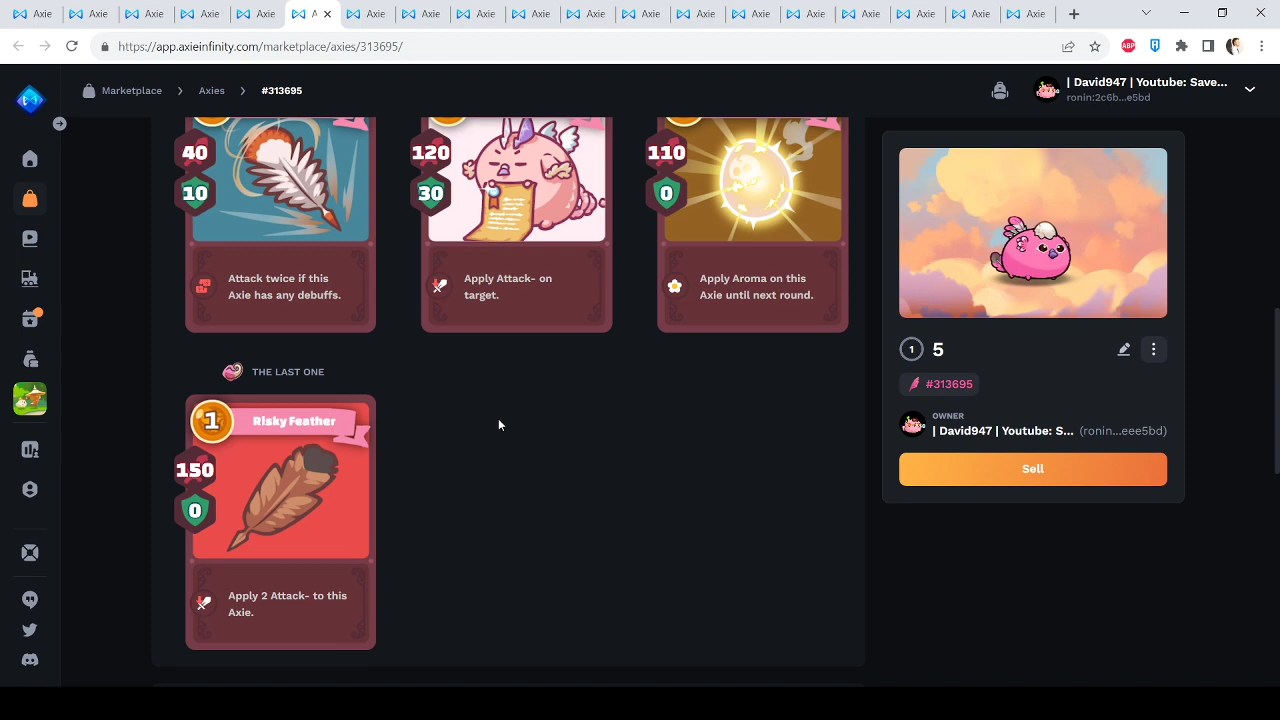 Axie Axie Axie Axie Axie A Axie Axie Axie Axie Axie Axie Axie Axie Axie Axie Axie Axie Axie
https://app.axieinfinity.com/marketplace/axies/313695/
ABP
Marketplace > Axies > #313695
| David947 | Youtube: Save...
ronin:2c6b...e5bd
40
10
Attack twice if this
Axie has any debuffs.
120
30
Apply Attack- on
target.
110
0
Apply Aroma on this
Axie until next round.
THE LAST ONE
1
Risky Feather
150
0
Apply 2 Attack- to this
Axie.
1 5
#313695
OWNER
| David947 | Youtube: S... (ronin...eee5bd)
Sell